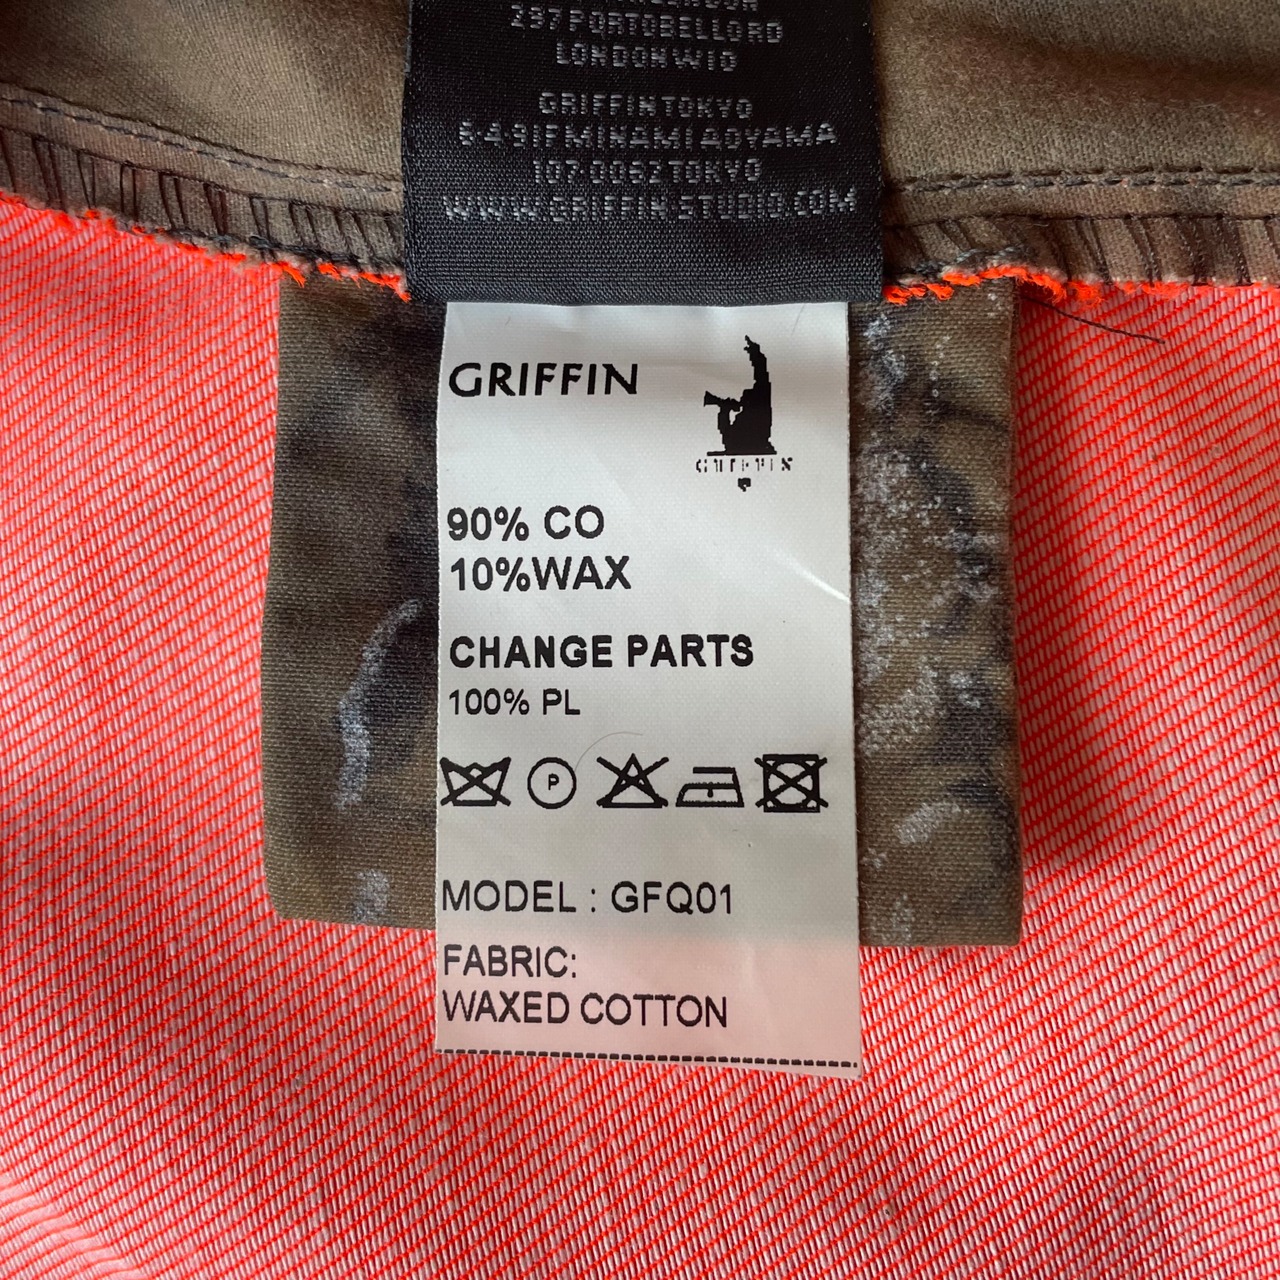 297 PORTOBELLO RD
LONDON W10
GRIFFIN TOKYO
6-4-9 1F MINAMI AOYAMA
107-0062 TOKYO
WWW.GRIFFIN-STUDIO.COM
GRIFFIN
GRIFFIN
90% CO
10%WAX
CHANGE PARTS
100% PL
P
MODEL : GFQ01
FABRIC:
WAXED COTTON